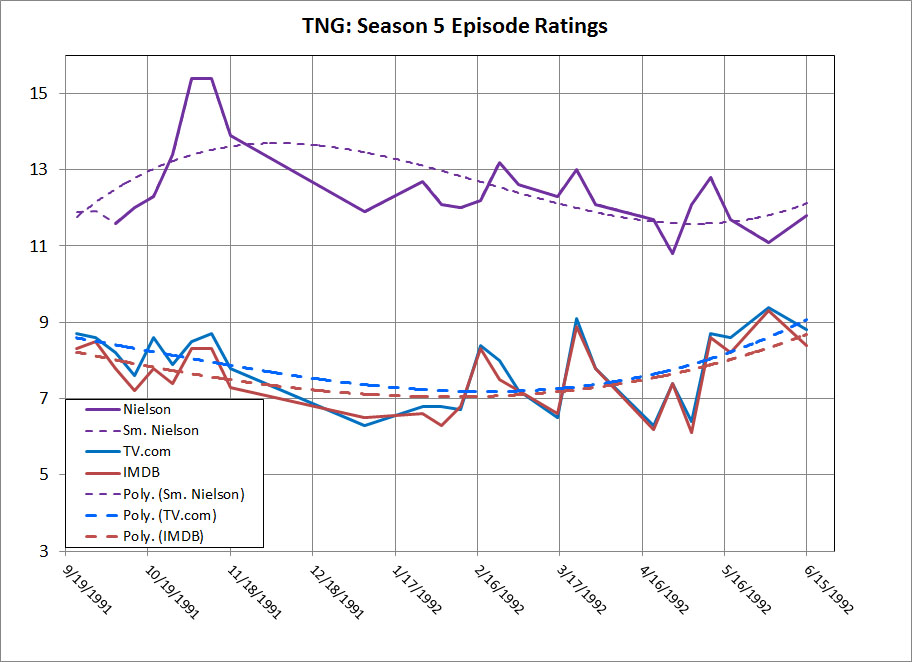 TNG: Season 5 Episode Ratings
15
13
11
9
7
5
3
Nielson
Sm. Nielson
TV.com
IMDB
Poly. (Sm. Nielson)
Poly. (TV.com)
Poly. (IMDB)
9/19/1991
10/19/1991
11/18/1991
12/18/1991
1/17/1992
2/16/1992
3/17/1992
4/16/1992
5/16/1992
6/15/1992